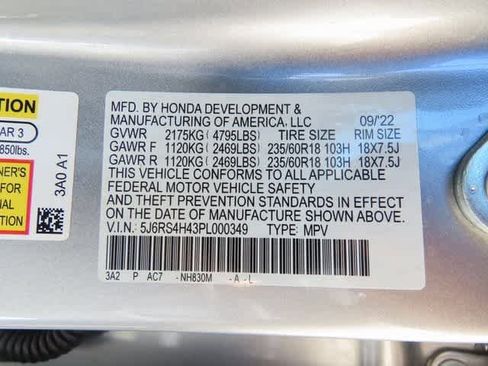 TION
AR 3
850lbs.
NER'S
FOR
NAL
TION
3A0 A1
MFD. BY HONDA DEVELOPMENT &
MANUFACTURING OF AMERICA, LLC 09/'22
GVWR 2175KG( 4795LBS) TIRE SIZE RIM SIZE
GAWR F 1120KG( 2469LBS) 235/60R18 103H 18X7.5J
GAWR R 1120KG( 2469LBS) 235/60R18 103H 18X7.5J
THIS VEHICLE CONFORMS TO ALL APPLICABLE
FEDERAL MOTOR VEHICLE SAFETY
AND THEFT PREVENTION STANDARDS IN EFFECT
ON THE DATE OF MANUFACTURE SHOWN ABOVE.
V.I.N: 5J6RS4H43PL000349 TYPE: MPV
3A2 P AC7 -NH830M -A -L